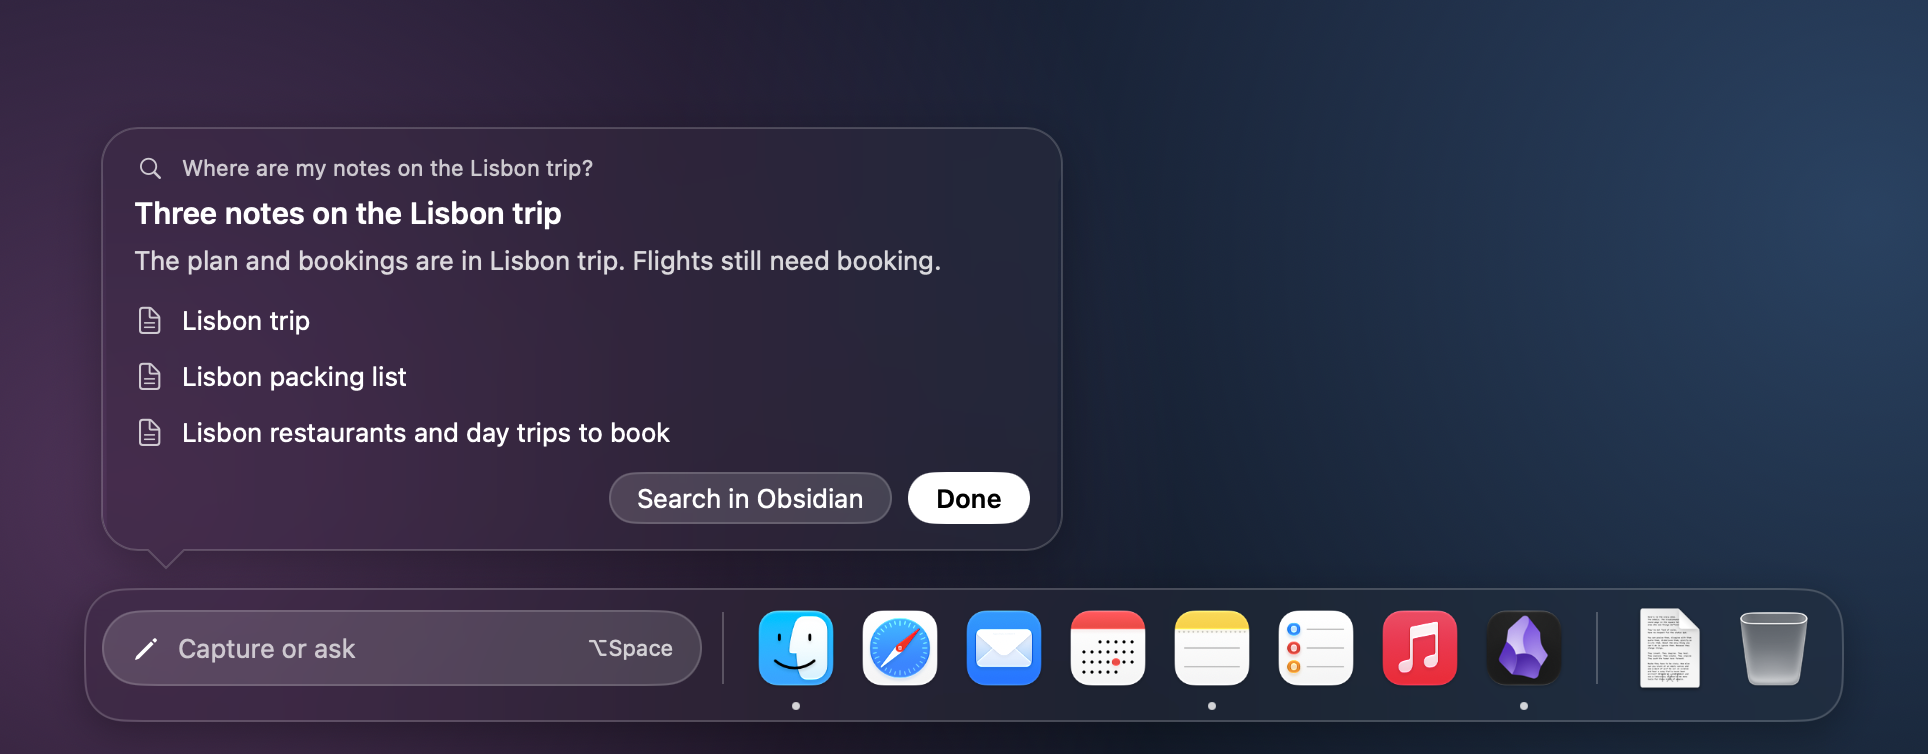 Where are my notes on the Lisbon trip?
Three notes on the Lisbon trip
The plan and bookings are in Lisbon trip. Flights still need booking.
Lisbon trip
Lisbon packing list
Lisbon restaurants and day trips to book
Search in Obsidian
Done
Capture or ask
⌥Space